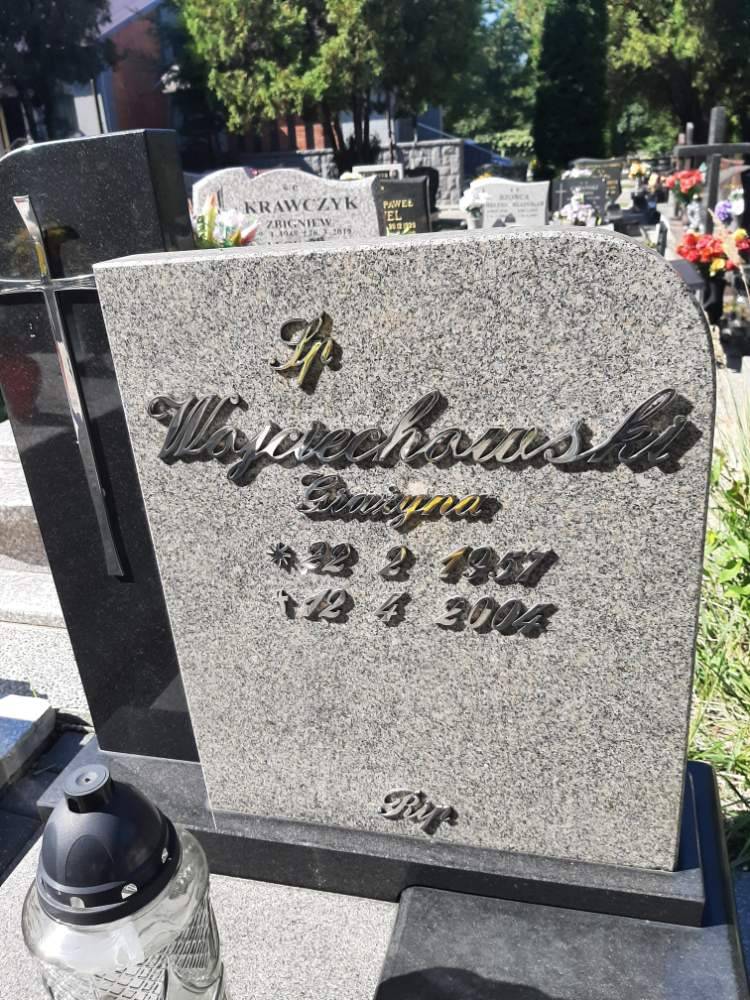 KRAWCZYK
ZBIGNIEW
PAWEŁ
Śp
Wojciechowski
Grażyna
* 22 2 1957
† 12 4 2004
Rip